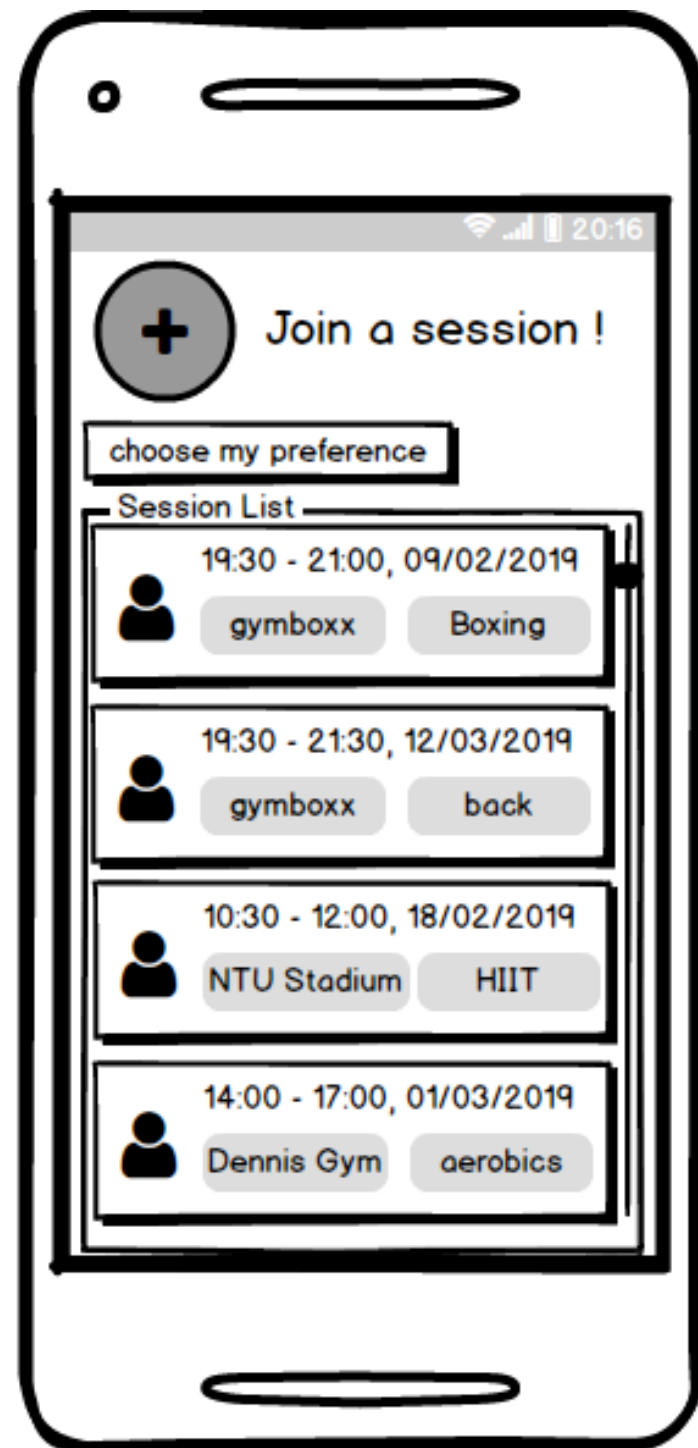 20:16
Join a session !
choose my preference
Session List
19:30 - 21:00, 09/02/2019
gymboxx Boxing
19:30 - 21:30, 12/03/2019
gymboxx back
10:30 - 12:00, 18/02/2019
NTU Stadium HIIT
14:00 - 17:00, 01/03/2019
Dennis Gym aerobics